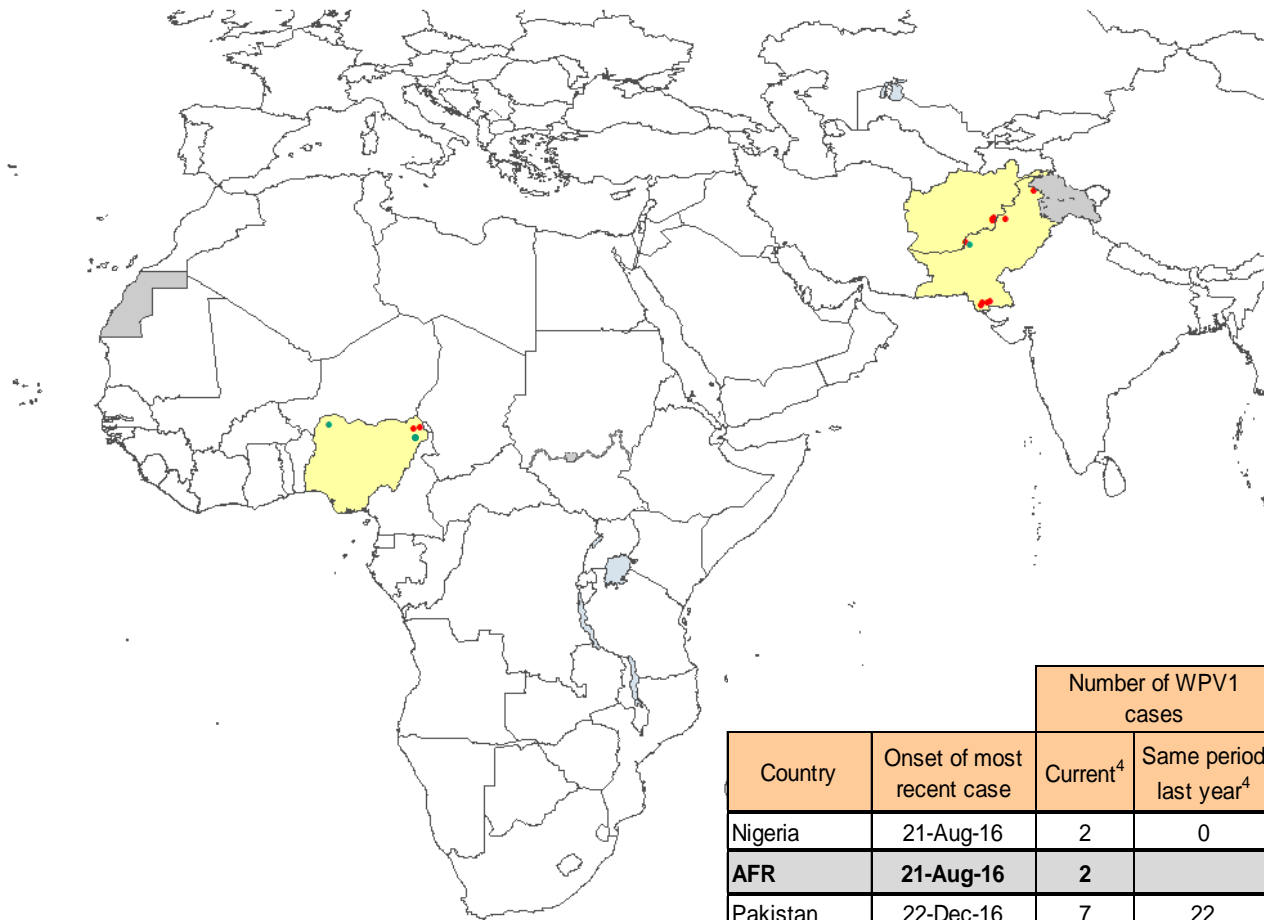 Number of WPV1
cases
Country Onset of most recent case Current4 Same period last year4
Nigeria 21-Aug-16 2 0
AFR 21-Aug-16 2
Pakistan 22-Dec-16 7 22